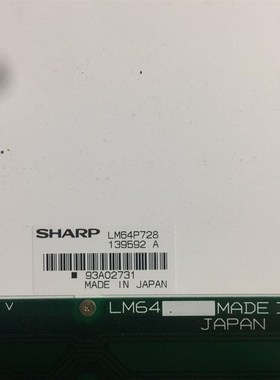 SHARP LM64P728
139592 A
93A02731
MADE IN JAPAN
V LM64 MADE I
JAPAN